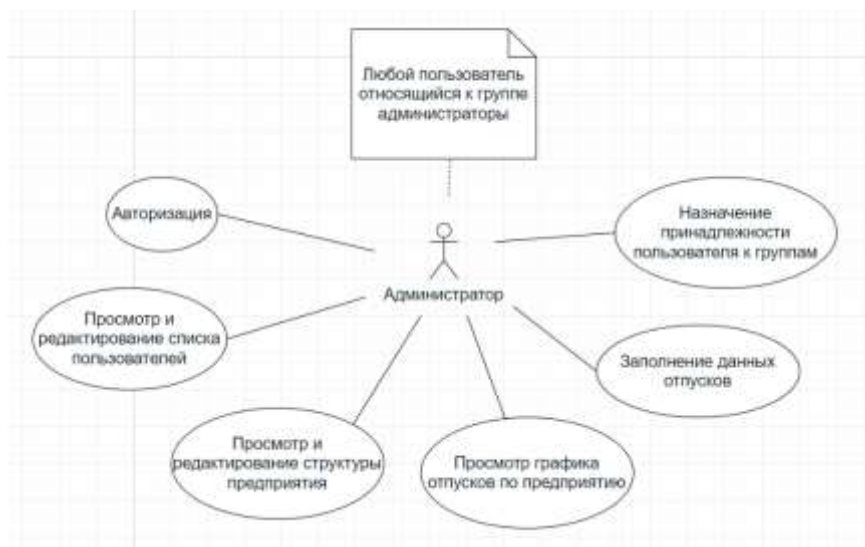 Любой пользователь
относящийся к группе
администраторы
Авторизация
Назначение
принадлежности
пользователя к группам
Администратор
Просмотр и
редактирование списка
пользователей
Заполнение данных
отпусков
Просмотр и
редактирование структуры
предприятия
Просмотр графика
отпусков по предприятию